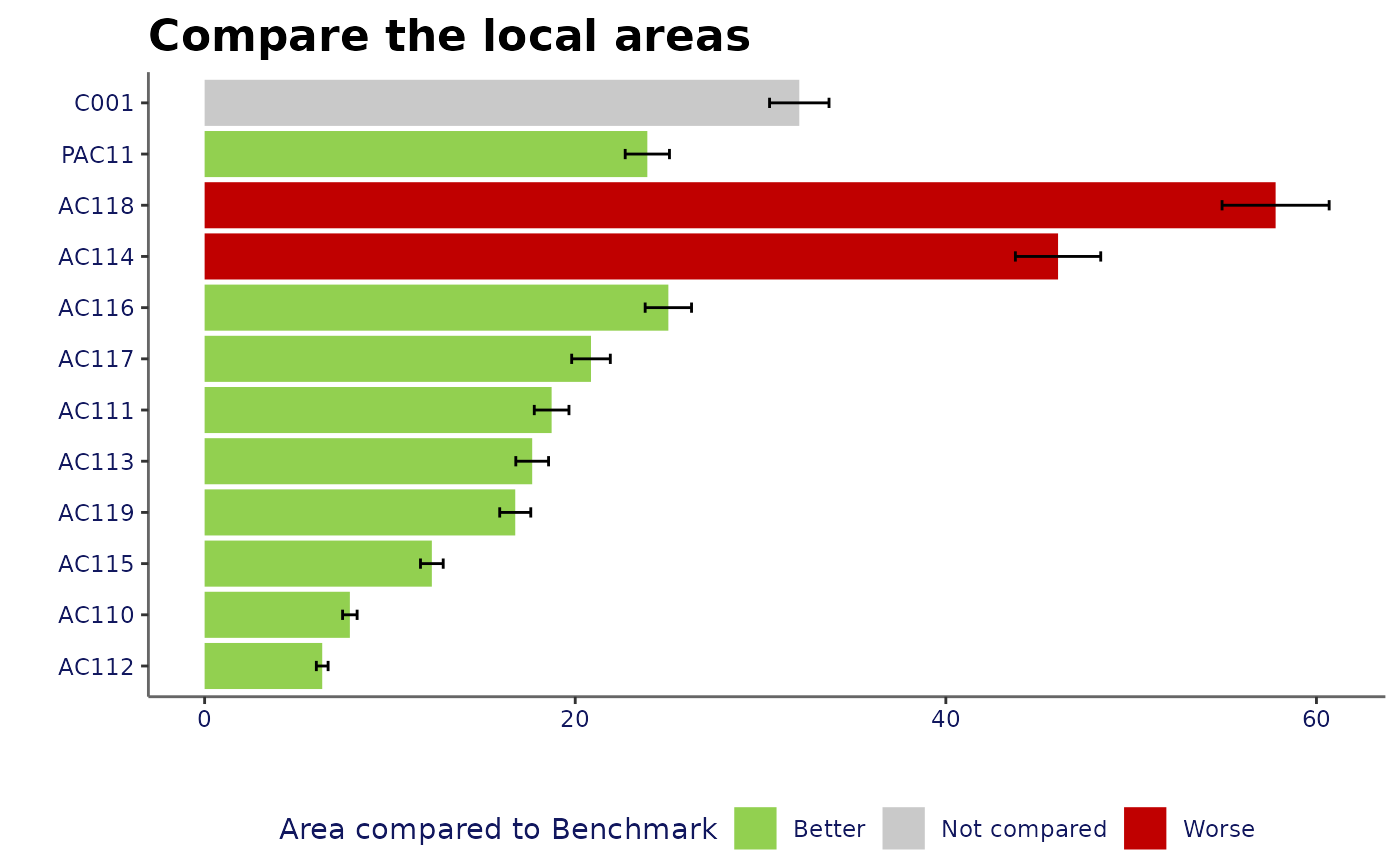 Compare the local areas
C001
PAC11
AC118
AC114
AC116
AC117
AC111
AC113
AC119
AC115
AC110
AC112
0 20 40 60
Area compared to Benchmark Better Not compared Worse